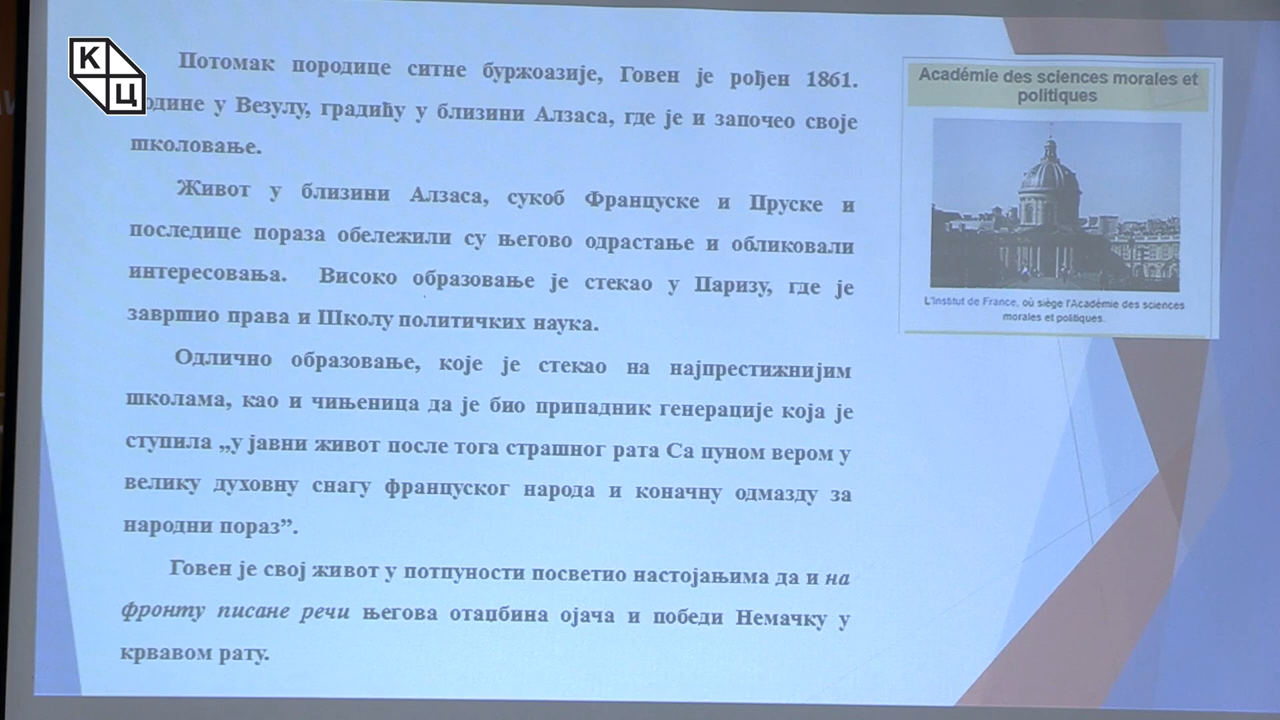 КЦ
Потомак породице ситне буржоазије, Говен је рођен 1861.
одине у Везулу, градићу у близини Алзаса, где је и започео своје
школовање.
Живот у близини Алзаса, сукоб Француске и Пруске и
последице пораза обележили су његово одрастање и обликовали
интересовања. Високо образовање је стекао у Паризу, где је
завршио права и Школу политичких наука.
Одлично образовање, које је стекао на најпрестижнијим
школама, као и чињеница да је био припадник генерације која је
ступила „у јавни живот после тога страшног рата Са пуном вером у
велику духовну снагу француског народа и коначну одмазду за
народни пораз”.
Говен је свој живот у потпуности посветио настојањима да и на
фронту писане речи његова отаџбина ојача и победи Немачку у
крвавом рату.
Académie des sciences morales et
politiques
L'Institut de France, où siège l'Académie des sciences
morales et politiques.